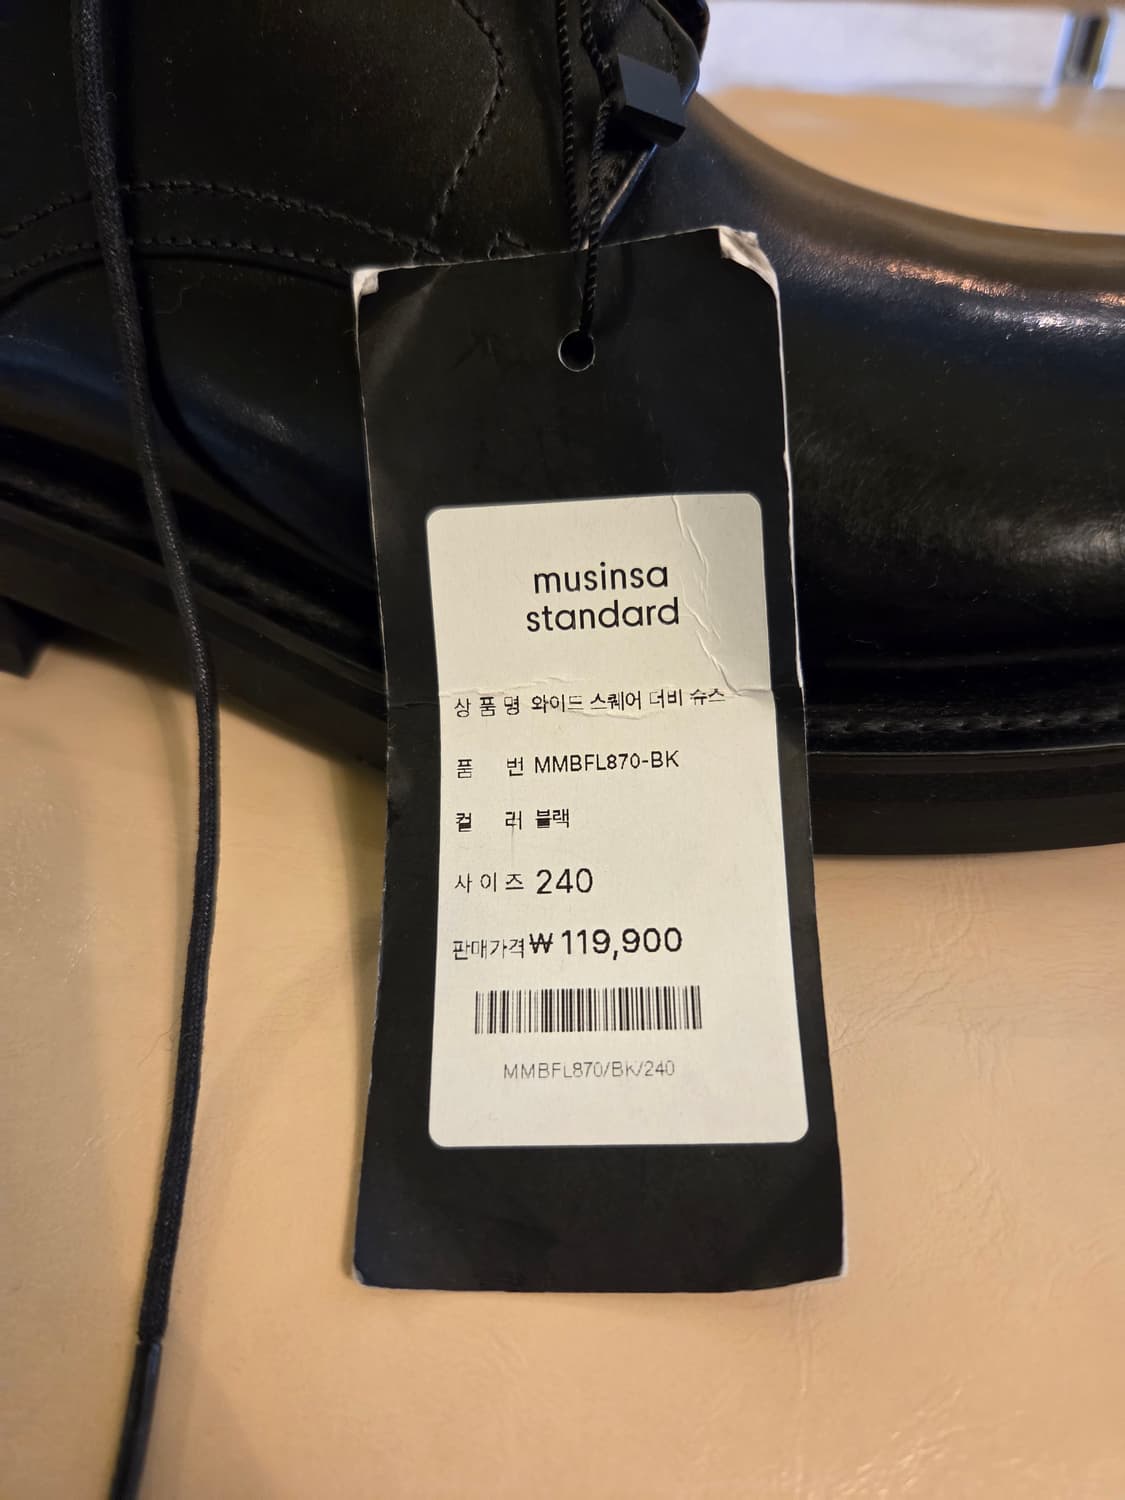 musinsa
standard
상품명 와이드 스퀘어 더비 슈즈
품 번 MMBFL870-BK
컬 러 블랙
사이즈 240
판매가격 ₩119,900
MMBFL870/BK/240